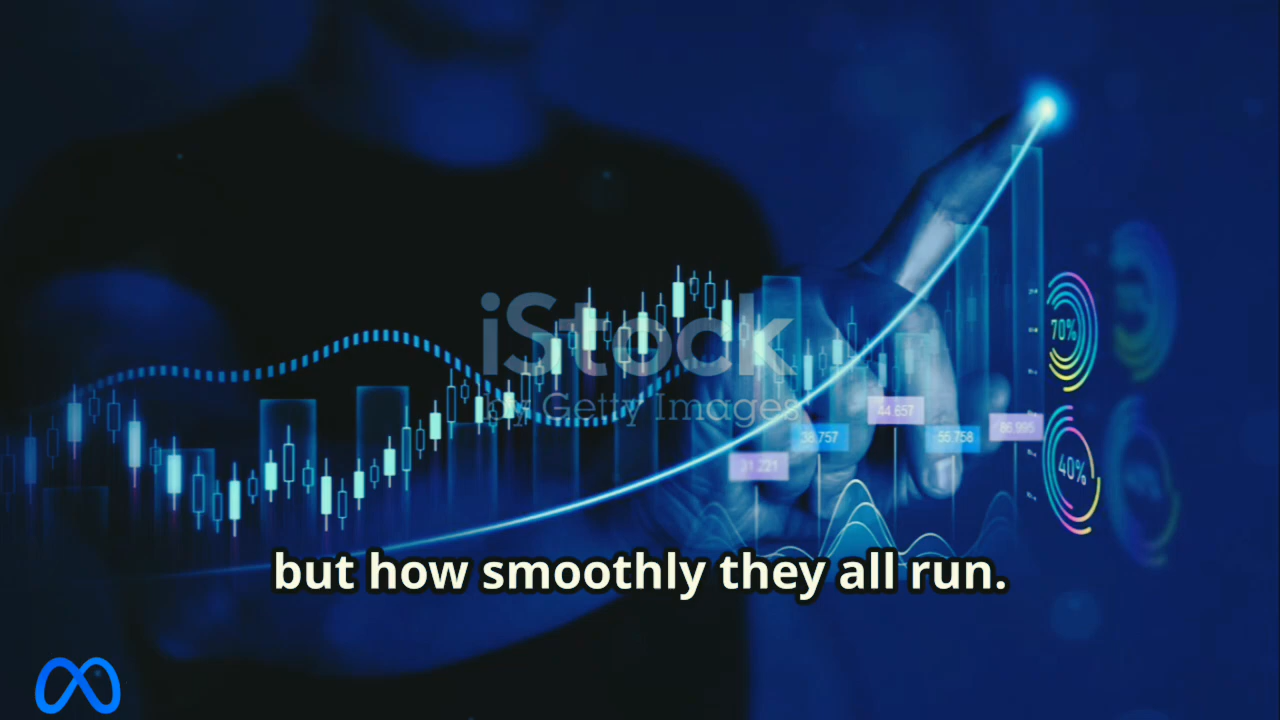 iStock
by Getty Images
70%
44.657
38.757
56.758
86.995
31.221
40%
but how smoothly they all run.